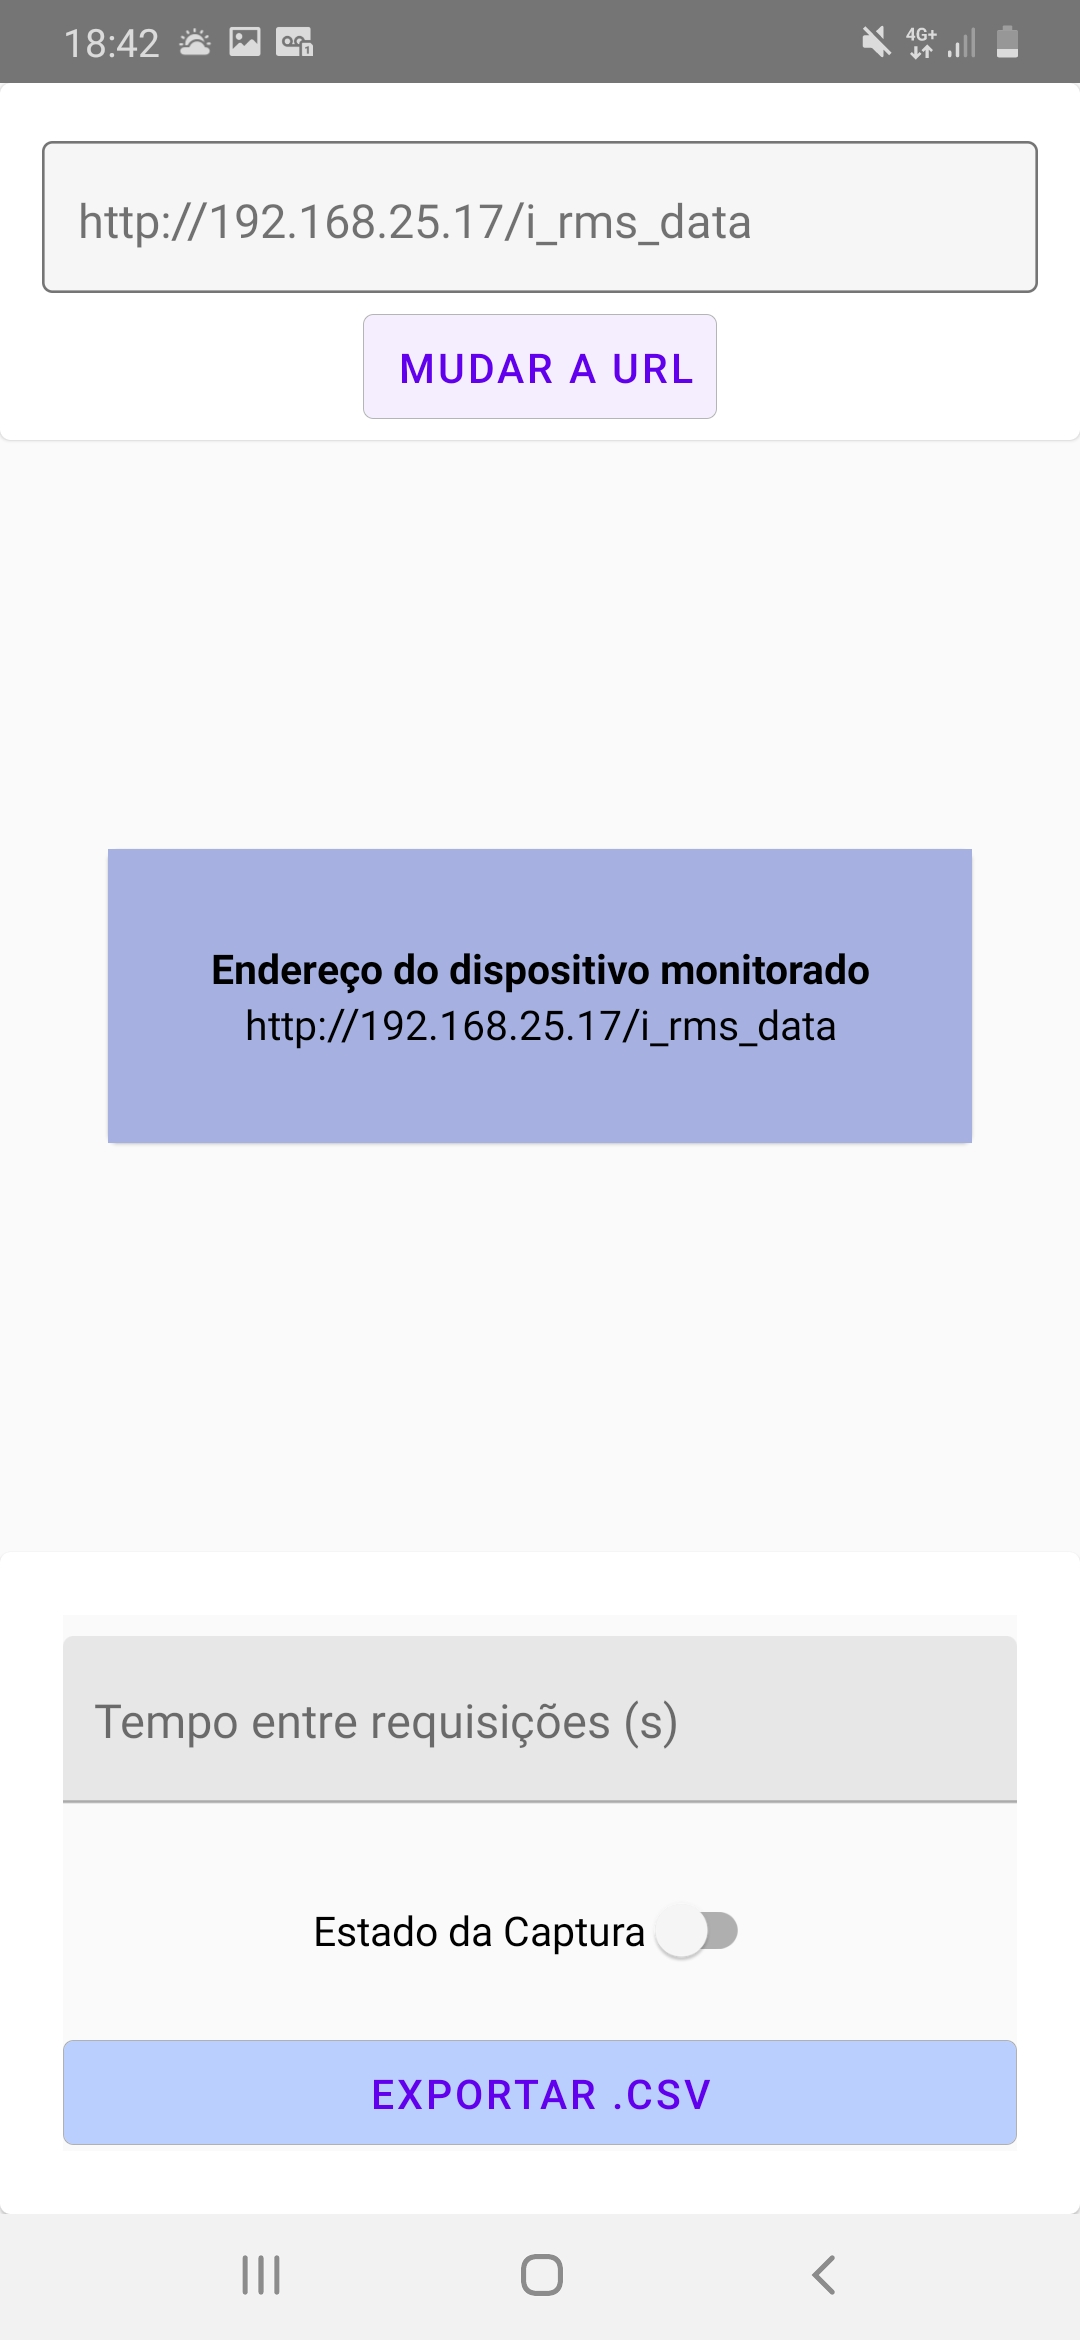 18:42
4G+
http://192.168.25.17/i_rms_data
MUDAR A URL
Endereço do dispositivo monitorado
http://192.168.25.17/i_rms_data
Tempo entre requisições (s)
Estado da Captura
EXPORTAR .CSV